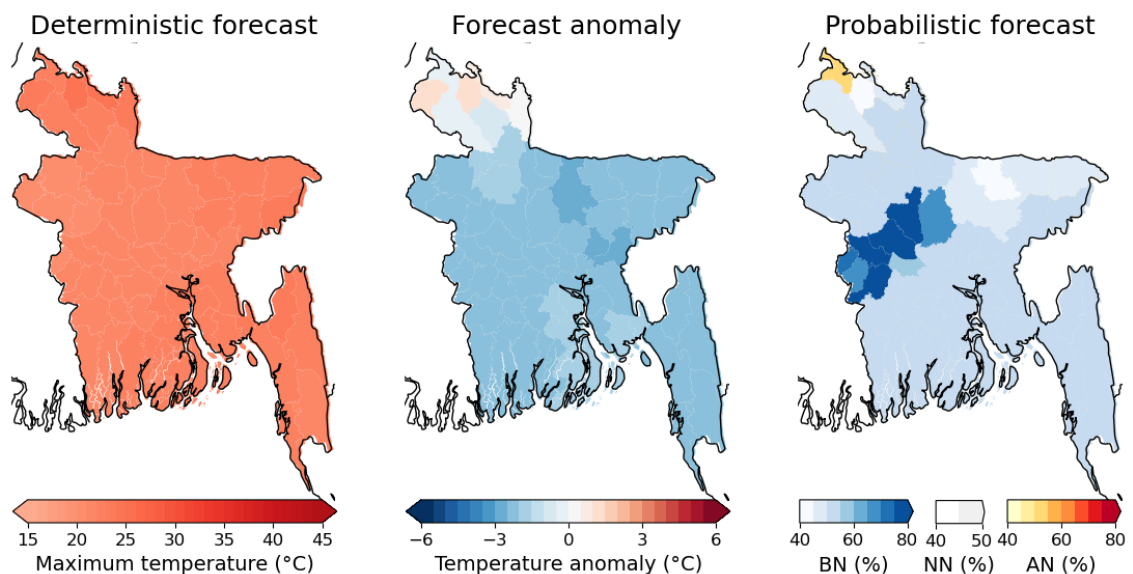 Deterministic forecast
Forecast anomaly
Probabilistic forecast
15 20 25 30 35 40 45
Maximum temperature (°C)
−6 −3 0 3 6
Temperature anomaly (°C)
40 60 80
BN (%)
40 50
NN (%)
40 60 80
AN (%)